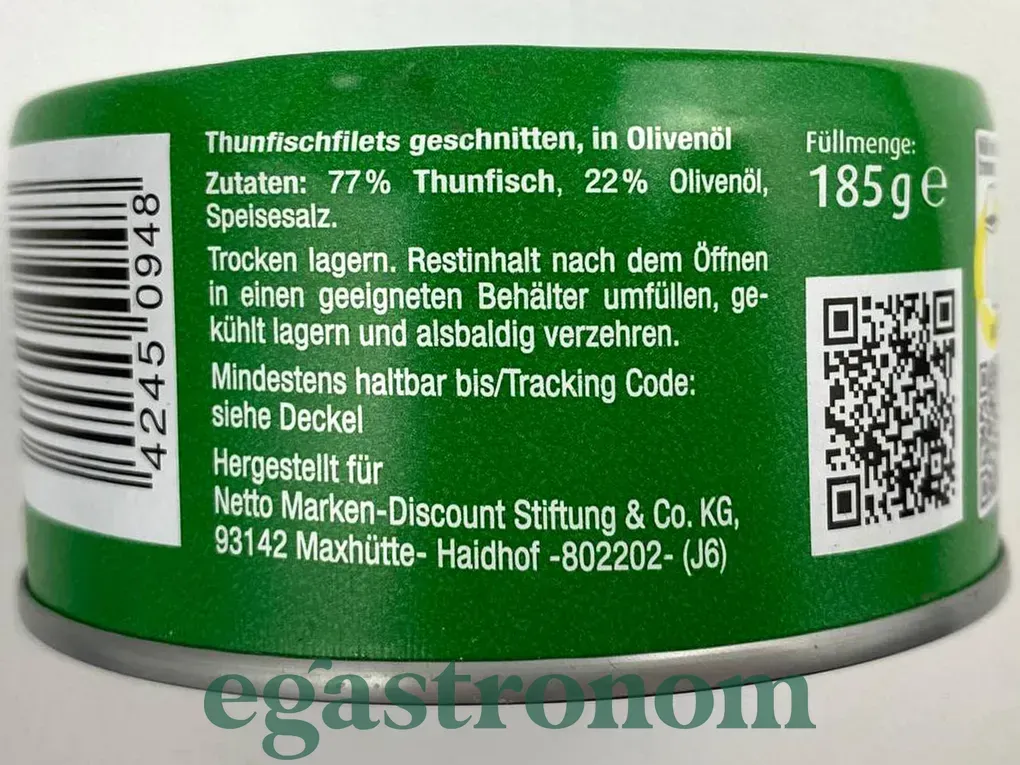 4245 0948
Thunfischfilets geschnitten, in Olivenöl
Zutaten: 77% Thunfisch, 22% Olivenöl,
Speisesalz.
Trocken lagern. Restinhalt nach dem Öffnen
in einen geeigneten Behälter umfüllen, ge-
kühlt lagern und alsbaldig verzehren.
Mindestens haltbar bis/Tracking Code:
siehe Deckel
Hergestellt für
Netto Marken-Discount Stiftung & Co. KG,
93142 Maxhütte- Haidhof -802202- (J6)
Füllmenge:
185 g e
egastronom